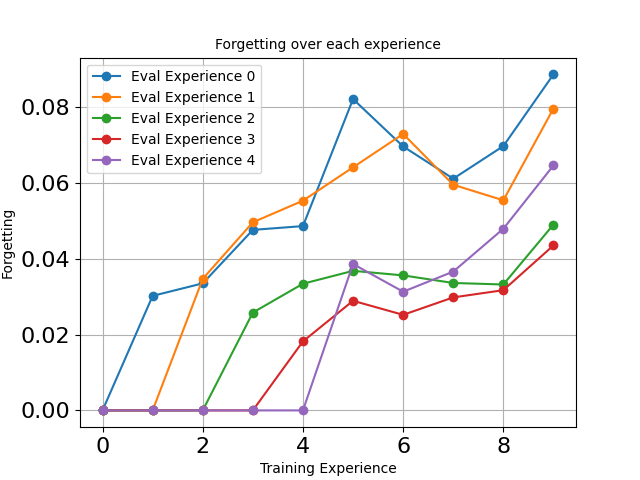 Forgetting over each experience
Eval Experience 0
Eval Experience 1
Eval Experience 2
Eval Experience 3
Eval Experience 4
0.08
0.06
0.04
0.02
0.00
Forgetting
0 2 4 6 8
Training Experience